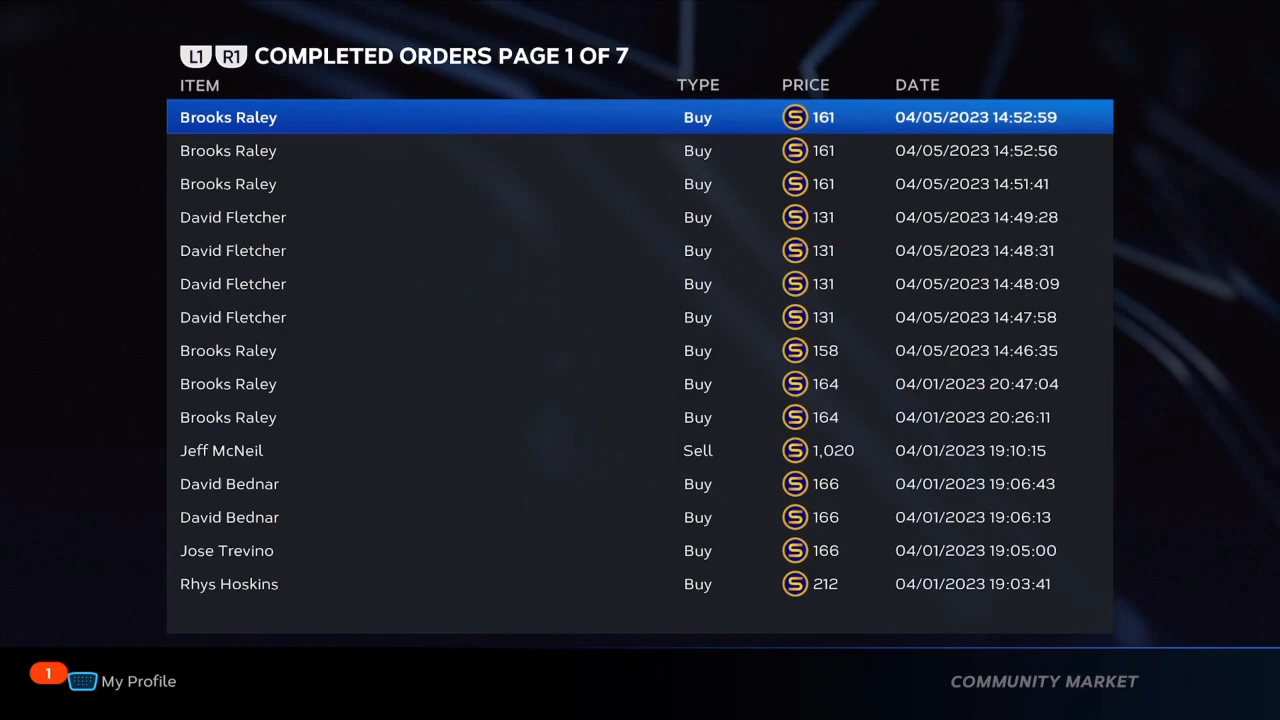 L1 R1 COMPLETED ORDERS PAGE 1 OF 7
ITEM TYPE PRICE DATE
Brooks Raley Buy S 161 04/05/2023 14:52:59
Brooks Raley Buy S 161 04/05/2023 14:52:56
Brooks Raley Buy S 161 04/05/2023 14:51:41
David Fletcher Buy S 131 04/05/2023 14:49:28
David Fletcher Buy S 131 04/05/2023 14:48:31
David Fletcher Buy S 131 04/05/2023 14:48:09
David Fletcher Buy S 131 04/05/2023 14:47:58
Brooks Raley Buy S 158 04/05/2023 14:46:35
Brooks Raley Buy S 164 04/01/2023 20:47:04
Brooks Raley Buy S 164 04/01/2023 20:26:11
Jeff McNeil Sell S 1,020 04/01/2023 19:10:15
David Bednar Buy S 166 04/01/2023 19:06:43
David Bednar Buy S 166 04/01/2023 19:06:13
Jose Trevino Buy S 166 04/01/2023 19:05:00
Rhys Hoskins Buy S 212 04/01/2023 19:03:41
1 My Profile COMMUNITY MARKET